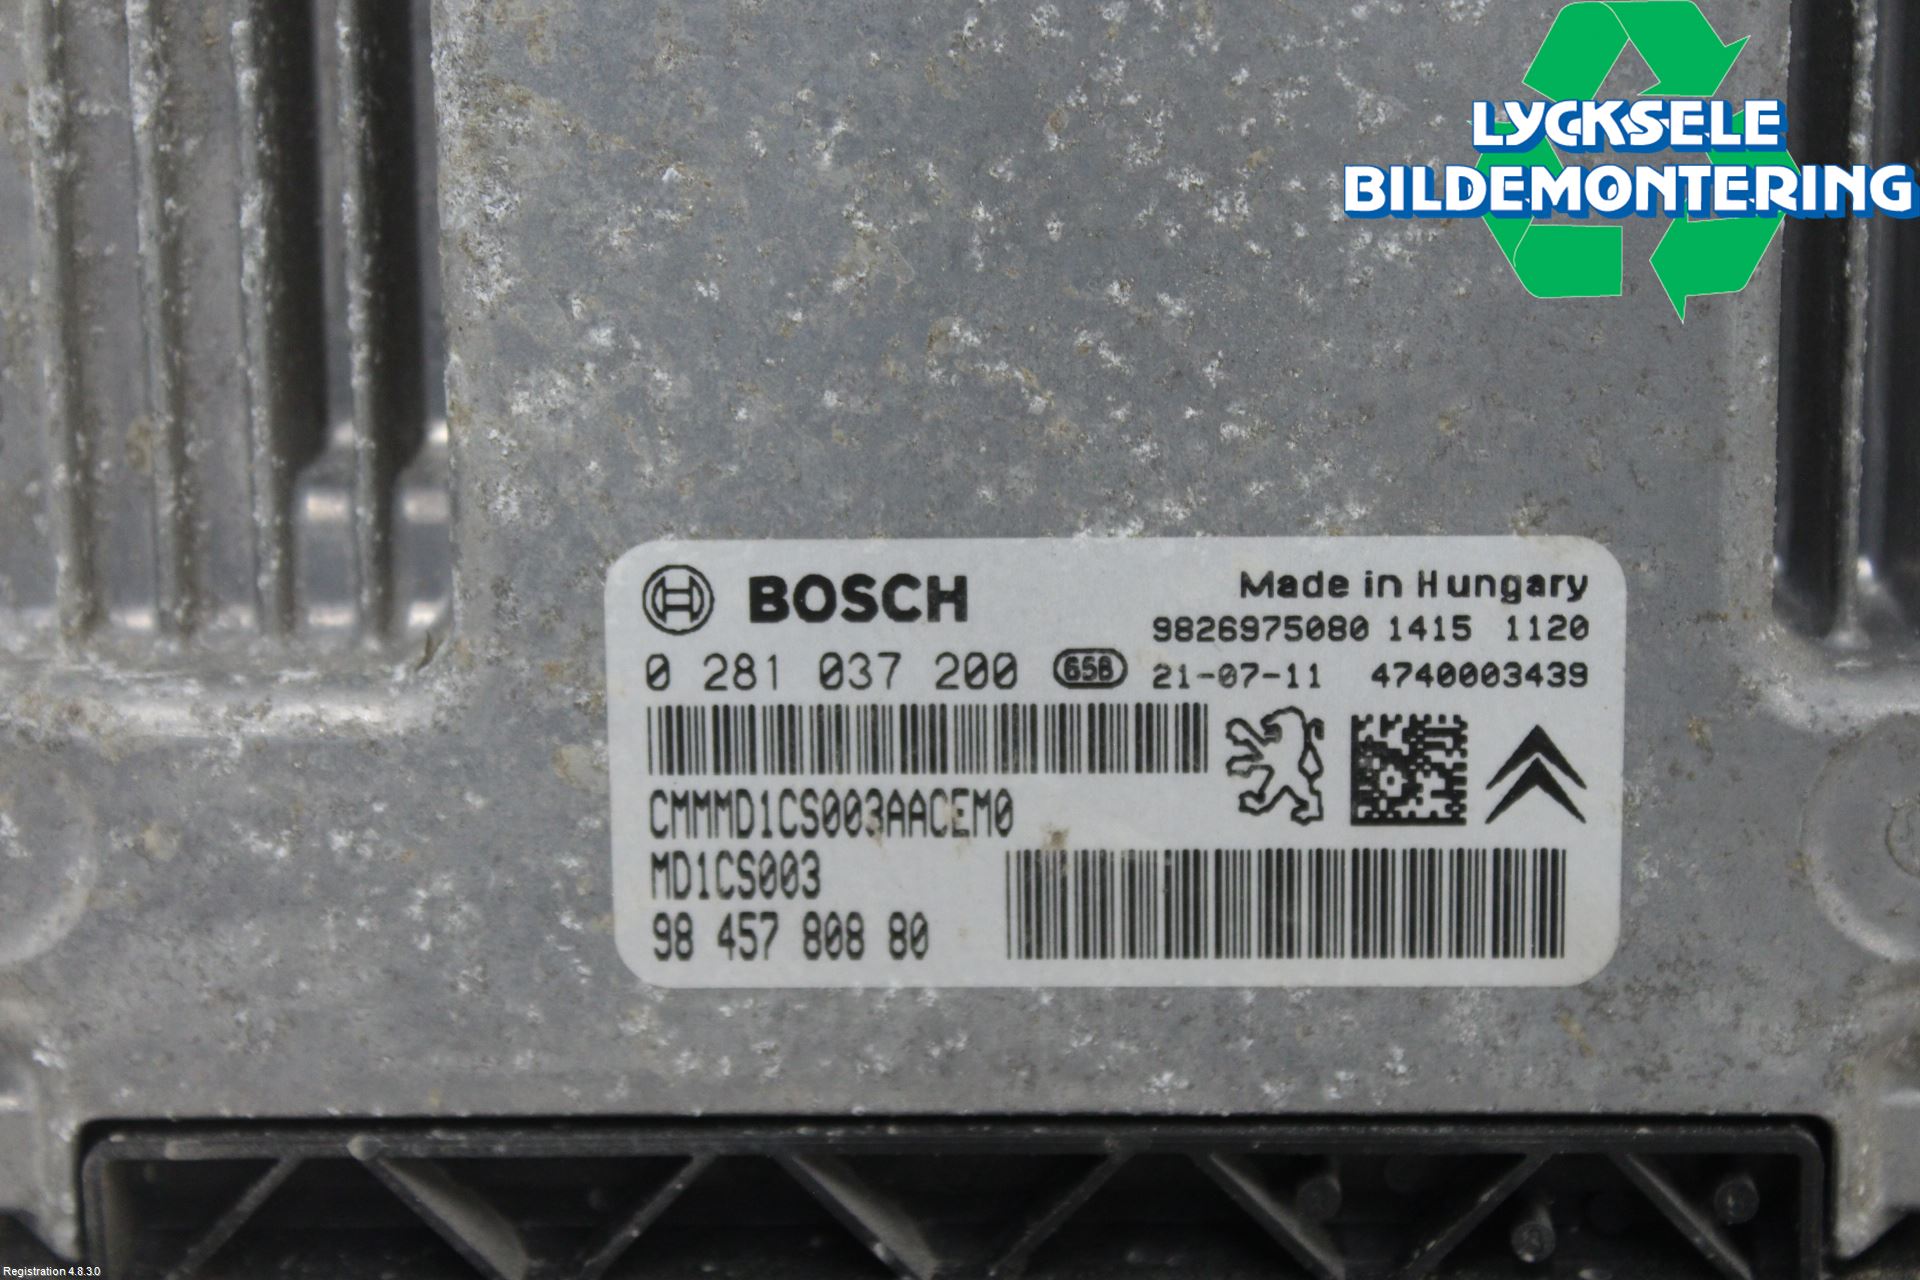 LYCKSELE
BILDEMONTERING
BOSCH
Made in Hungary
9826975080 1415 1120
0 281 037 200 65B 21-07-11 4740003439
CMMMD1CS003AACEM0
MD1CS003
98 457 808 80
Registration 4.8.3.0